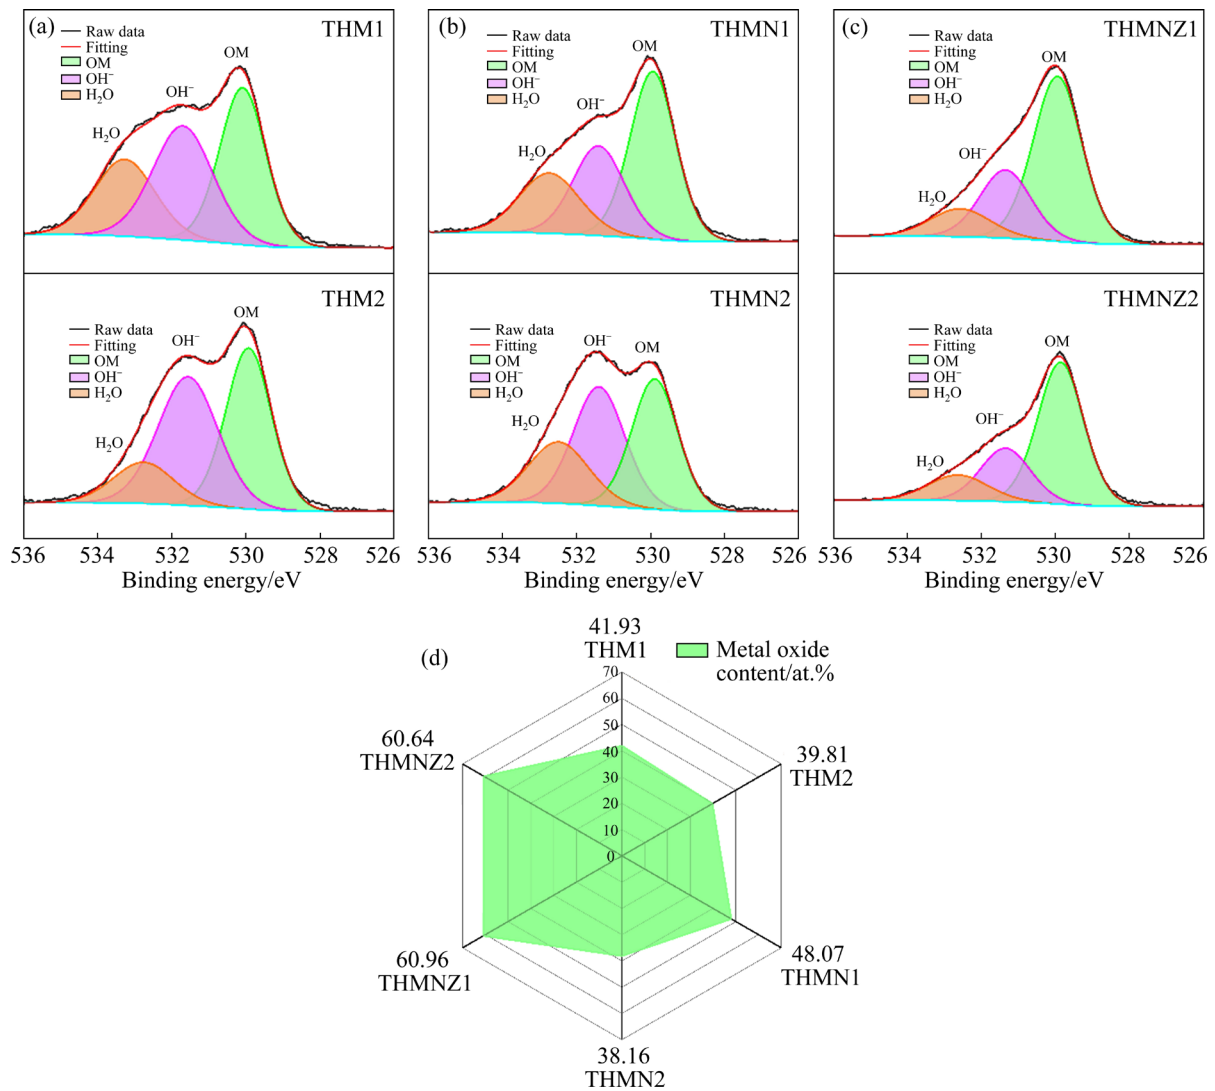 (a)
THM1
Raw data
Fitting
OM
OH⁻
H₂O
H₂O
OH⁻
OM
(b)
THMN1
Raw data
Fitting
OM
OH⁻
H₂O
H₂O
OH⁻
OM
(c)
THMNZ1
Raw data
Fitting
OM
OH⁻
H₂O
H₂O
OH⁻
OM
THM2
Raw data
Fitting
OM
OH⁻
H₂O
H₂O
OH⁻
OM
536 534 532 530 528 526
Binding energy/eV
THMN2
Raw data
Fitting
OM
OH⁻
H₂O
H₂O
OH⁻
OM
536 534 532 530 528 526
Binding energy/eV
THMNZ2
Raw data
Fitting
OM
OH⁻
H₂O
H₂O
OH⁻
OM
536 534 532 530 528 526
Binding energy/eV
(d)
41.93
THM1
Metal oxide
content/at.%
70
60
50
40
30
20
10
0
39.81
THM2
48.07
THMN1
38.16
THMN2
60.96
THMNZ1
60.64
THMNZ2